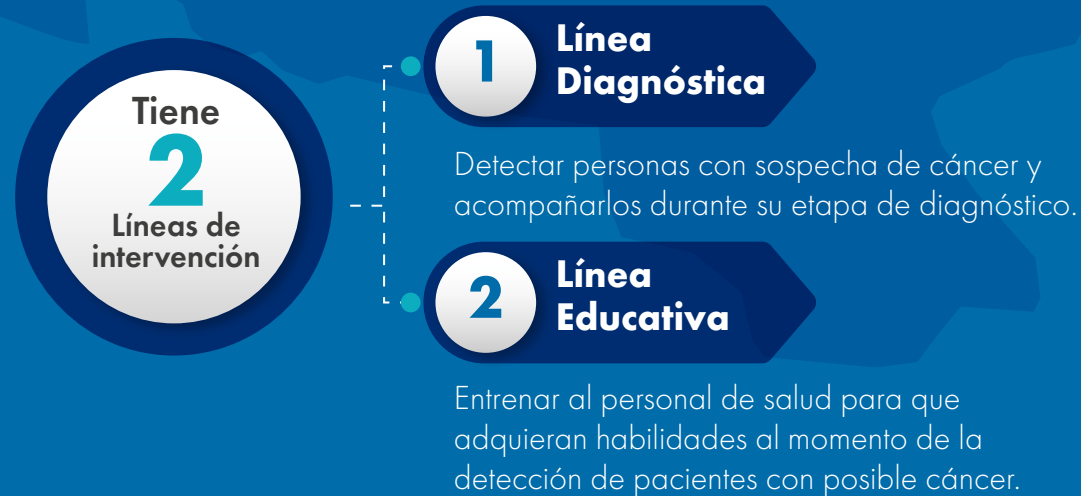 Tiene
2
Líneas de
intervención
1
Línea
Diagnóstica
Detectar personas con sospecha de cáncer y
acompañarlos durante su etapa de diagnóstico.
2
Línea
Educativa
Entrenar al personal de salud para que
adquieran habilidades al momento de la
detección de pacientes con posible cáncer.